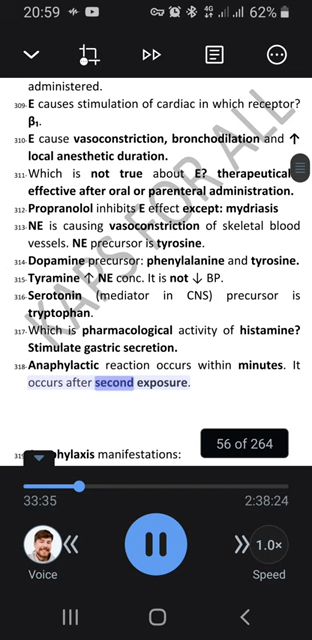 20:59
4G
62%
administered.
309- E causes stimulation of cardiac in which receptor?
β1.
310- E cause vasoconstriction, bronchodilation and ↑
local anesthetic duration.
311- Which is not true about E? therapeutical
effective after oral or parenteral administration.
312- Propranolol inhibits E effect except: mydriasis
313- NE is causing vasoconstriction of skeletal blood
vessels. NE precursor is tyrosine.
314- Dopamine precursor: phenylalanine and tyrosine.
315- Tyramine ↑ NE conc. It is not ↓ BP.
316- Serotonin (mediator in CNS) precursor is
tryptophan.
317- Which is pharmacological activity of histamine?
Stimulate gastric secretion.
318- Anaphylactic reaction occurs within minutes. It
occurs after second exposure.
KAPS FOR ALL
56 of 264
phylaxis manifestations:
33:35
2:38:24
1.0×
Voice
Speed